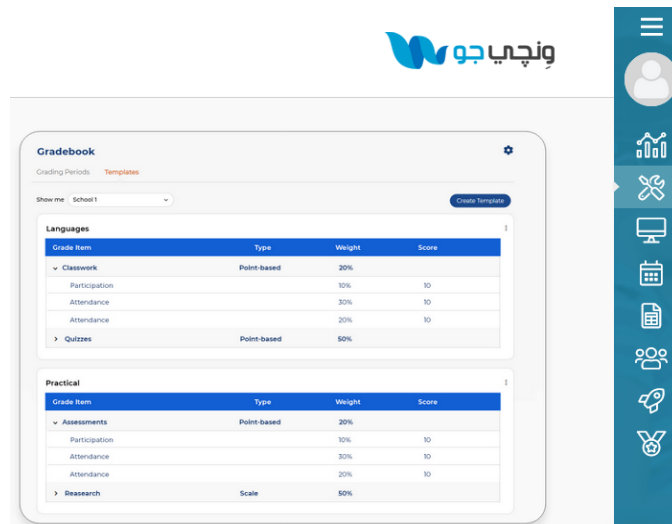 وِنچي جو
Gradebook
Grading Periods Templates
Show me School 1
Create Template
Languages
Grade Item Type Weight Score
Classwork Point-based 20%
Participation 10% 10
Attendance 30% 10
Attendance 20% 10
Quizzes Point-based 50%
Practical
Grade Item Type Weight Score
Assessments Point-based 20%
Participation 10% 10
Attendance 30% 10
Attendance 20% 10
Reasearch Scale 50%